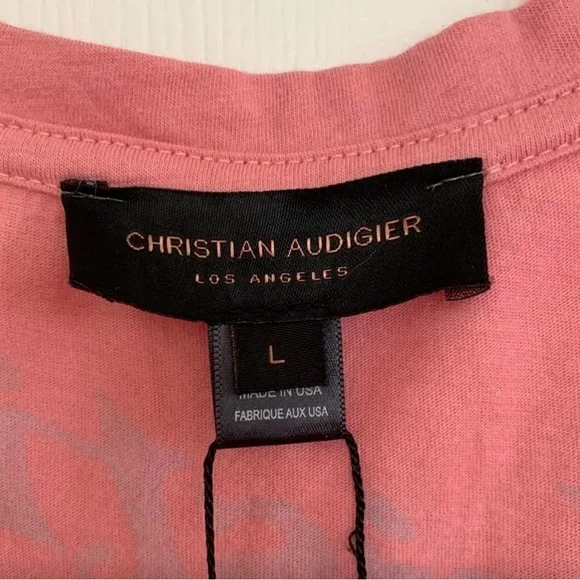 CHRISTIAN AUDIGIER
LOS ANGELES
L
MADE IN USA
FABRIQUE AUX USA